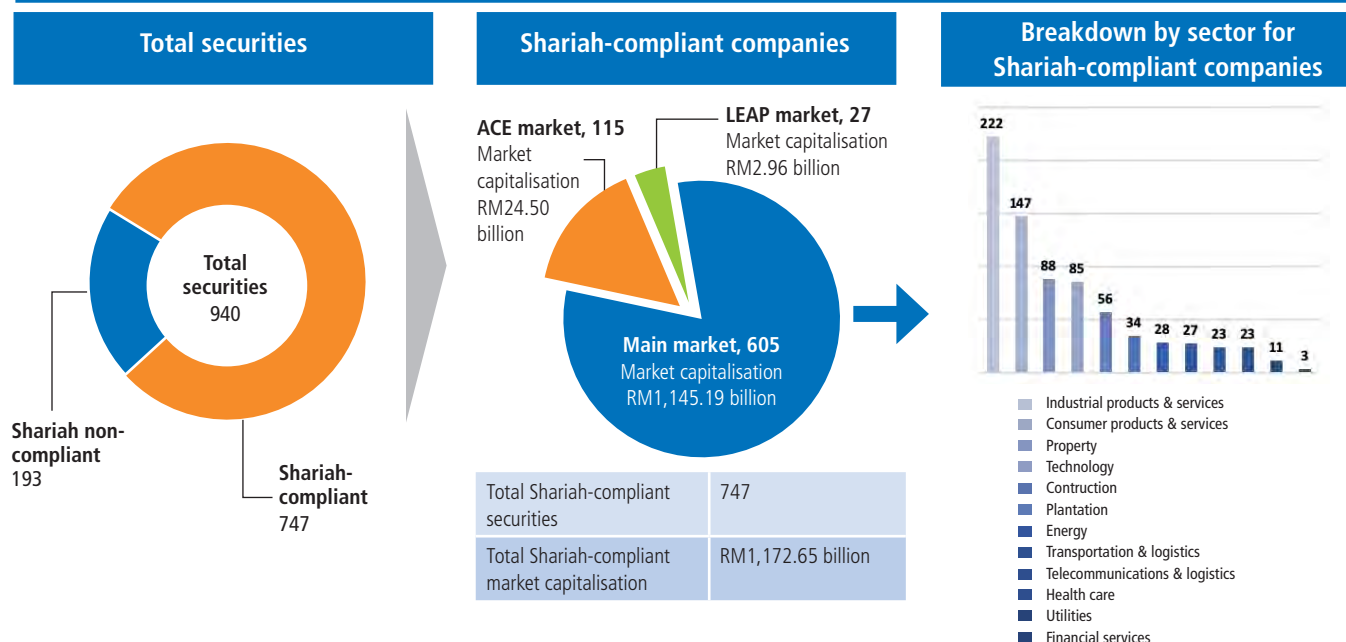 Total securities
Total
securities
940
Shariah non-
compliant
193
Shariah-
compliant
747
Shariah-compliant companies
ACE market, 115
Market
capitalisation
RM24.50
billion
LEAP market, 27
Market capitalisation
RM2.96 billion
Main market, 605
Market capitalisation
RM1,145.19 billion
Total Shariah-compliant
securities
747
Total Shariah-compliant
market capitalisation
RM1,172.65 billion
Breakdown by sector for
Shariah-compliant companies
222
147
88
85
56
34
28
27
23
23
11
3
Industrial products & services
Consumer products & services
Property
Technology
Contruction
Plantation
Energy
Transportation & logistics
Telecommunications & logistics
Health care
Utilities
Financial services